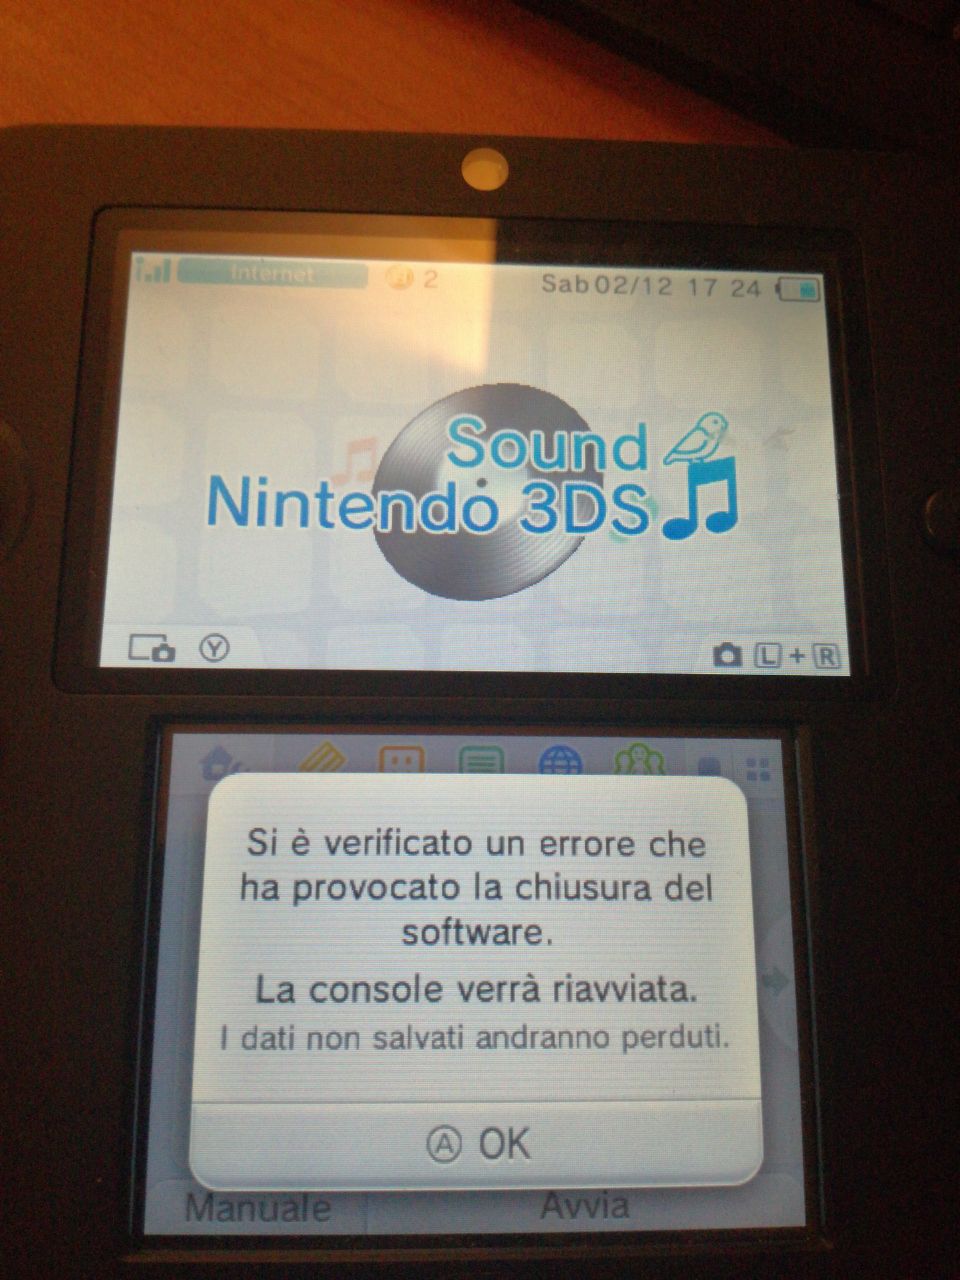 Internet 2 Sab 02/12 17 24
Sound
Nintendo 3DS
Y L + R
Si è verificato un errore che
ha provocato la chiusura del
software.
La console verrà riavviata.
I dati non salvati andranno perduti.
A OK
Manuale Avvia